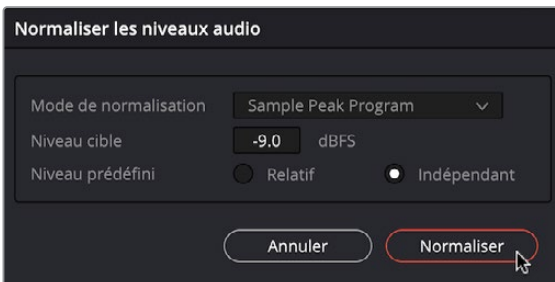 Normaliser les niveaux audio
Mode de normalisation Sample Peak Program
Niveau cible -9.0 dBFS
Niveau prédéfini Relatif Indépendant
Annuler Normaliser